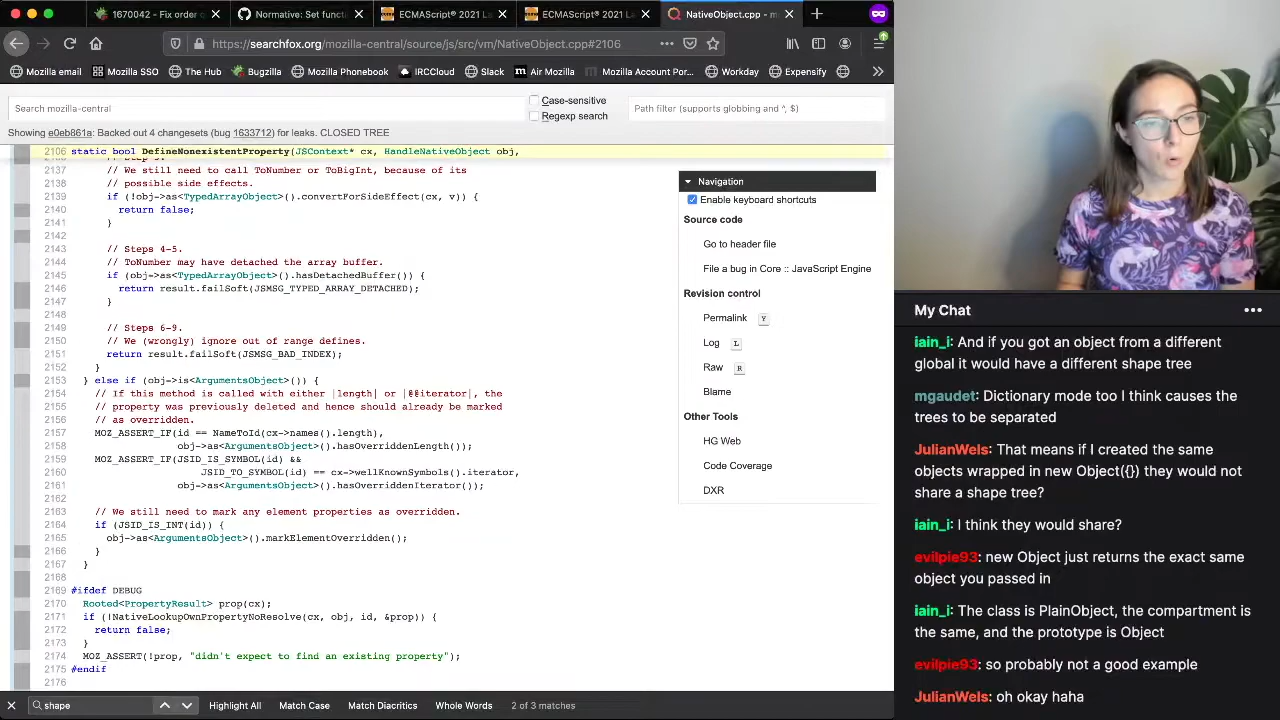 1670042 - Fix order o
Normative: Set functi
ECMAScript® 2021 La
ECMAScript® 2021 La
NativeObject.cpp - m
https://searchfox.org/mozilla-central/source/js/src/vm/NativeObject.cpp#2106
Mozilla email
Mozilla SSO
The Hub
Bugzilla
Mozilla Phonebook
IRCCloud
Slack
Air Mozilla
Mozilla Account Por...
Workday
Expensify
Search mozilla-central
Case-sensitive
Regexp search
Path filter (supports globbing and ^, $)
Showing e0eb861a: Backed out 4 changesets (bug 1633712) for leaks. CLOSED TREE
2106 static bool DefineNonexistentProperty(JSContext* cx, HandleNativeObject obj,
2137 // We still need to call ToNumber or ToBigInt, because of its
2138 // possible side effects.
2139 if (!obj->as<TypedArrayObject>().convertForSideEffect(cx, v)) {
2140 return false;
2141 }
2142
2143 // Steps 4-5.
2144 // ToNumber may have detached the array buffer.
2145 if (obj->as<TypedArrayObject>().hasDetachedBuffer()) {
2146 return result.failSoft(JSMSG_TYPED_ARRAY_DETACHED);
2147 }
2148
2149 // Steps 6-9.
2150 // We (wrongly) ignore out of range defines.
2151 return result.failSoft(JSMSG_BAD_INDEX);
2152 }
2153 } else if (obj->is<ArgumentsObject>()) {
2154 // If this method is called with either |length| or |@@iterator|, the
2155 // property was previously deleted and hence should already be marked
2156 // as overridden.
2157 MOZ_ASSERT_IF(id == NameToId(cx->names().length),
2158 obj->as<ArgumentsObject>().hasOverriddenLength());
2159 MOZ_ASSERT_IF(JSID_IS_SYMBOL(id) &&
2160 JSID_TO_SYMBOL(id) == cx->wellKnownSymbols().iterator,
2161 obj->as<ArgumentsObject>().hasOverriddenIterator());
2162
2163 // We still need to mark any element properties as overridden.
2164 if (JSID_IS_INT(id)) {
2165 obj->as<ArgumentsObject>().markElementOverridden();
2166 }
2167 }
2168
2169 #ifdef DEBUG
2170 Rooted<PropertyResult> prop(cx);
2171 if (!NativeLookupOwnPropertyNoResolve(cx, obj, id, &prop)) {
2172 return false;
2173 }
2174 MOZ_ASSERT(!prop, "didn't expect to find an existing property");
2175 #endif
2176
Navigation
Enable keyboard shortcuts
Source code
Go to header file
File a bug in Core :: JavaScript Engine
Revision control
Permalink Y
Log L
Raw R
Blame
Other Tools
HG Web
Code Coverage
DXR
shape
Highlight All
Match Case
Match Diacritics
Whole Words
2 of 3 matches
My Chat
iain_i: And if you got an object from a different
global it would have a different shape tree
mgaudet: Dictionary mode too I think causes the
trees to be separated
JulianWels: That means if I created the same
objects wrapped in new Object({}) they would not
share a shape tree?
iain_i: I think they would share?
evilpie93: new Object just returns the exact same
object you passed in
iain_i: The class is PlainObject, the compartment is
the same, and the prototype is Object
evilpie93: so probably not a good example
JulianWels: oh okay haha